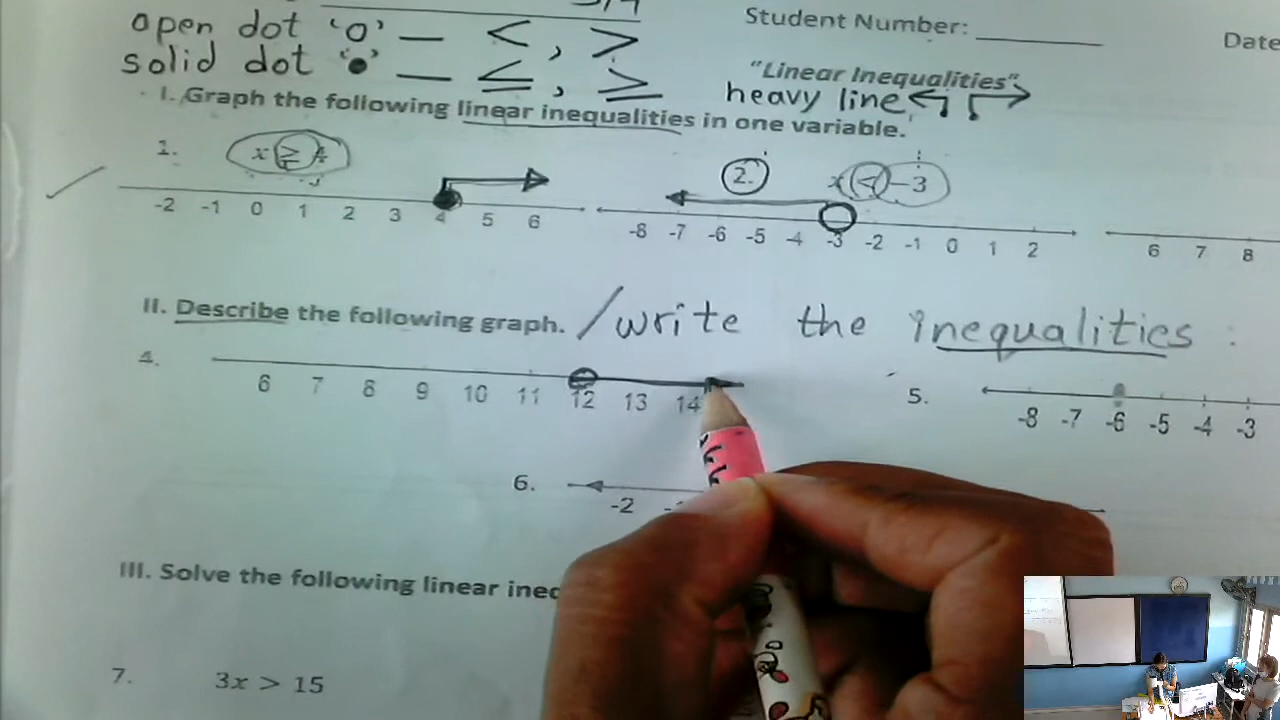 open dot 'o' — <, >
Student Number:
Date
solid dot '•' — ≤, ≥
"Linear Inequalities"
heavy line
I. Graph the following linear inequalities in one variable.
1. x ≥ 4
2. x < -3
-2 -1 0 1 2 3 4 5 6
-8 -7 -6 -5 -4 -3 -2 -1 0 1 2
6 7 8
II. Describe the following graph. / write the inequalities :
4.
6 7 8 9 10 11 12 13 14
5.
-8 -7 -6 -5 -4 -3
6.
-2
III. Solve the following linear
7. 3x > 15